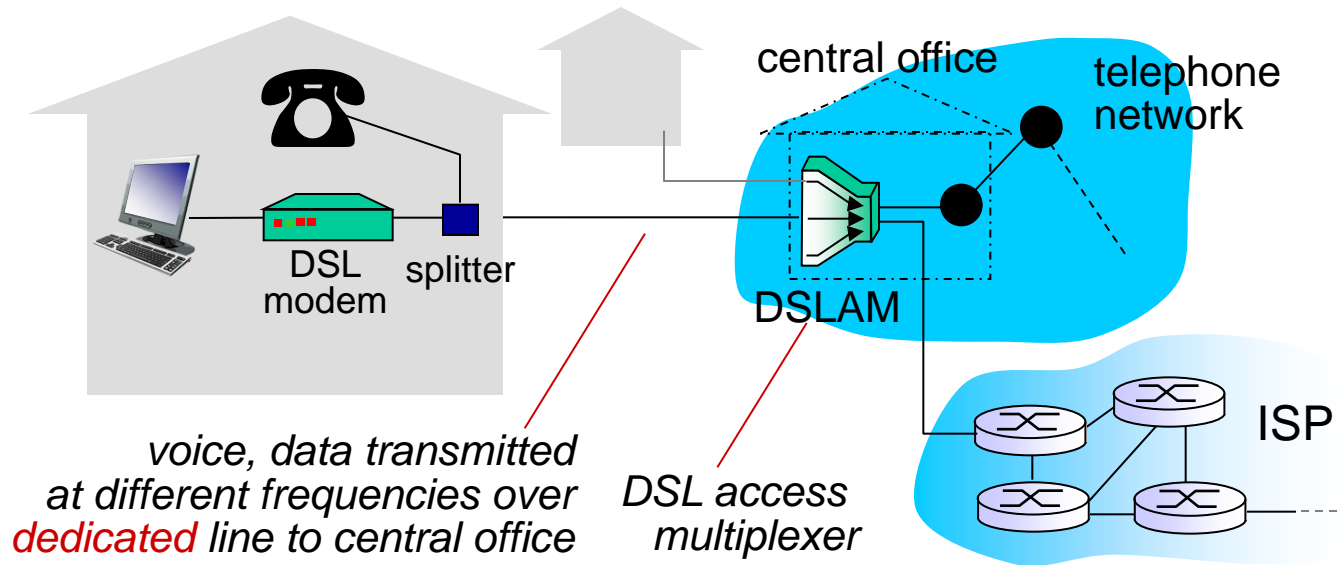 central office
telephone
network
DSL
modem
splitter
DSLAM
ISP
voice, data transmitted
at different frequencies over
dedicated line to central office
DSL access
multiplexer